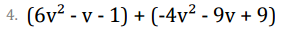 4. (6v² - v - 1) + (-4v² - 9v + 9)